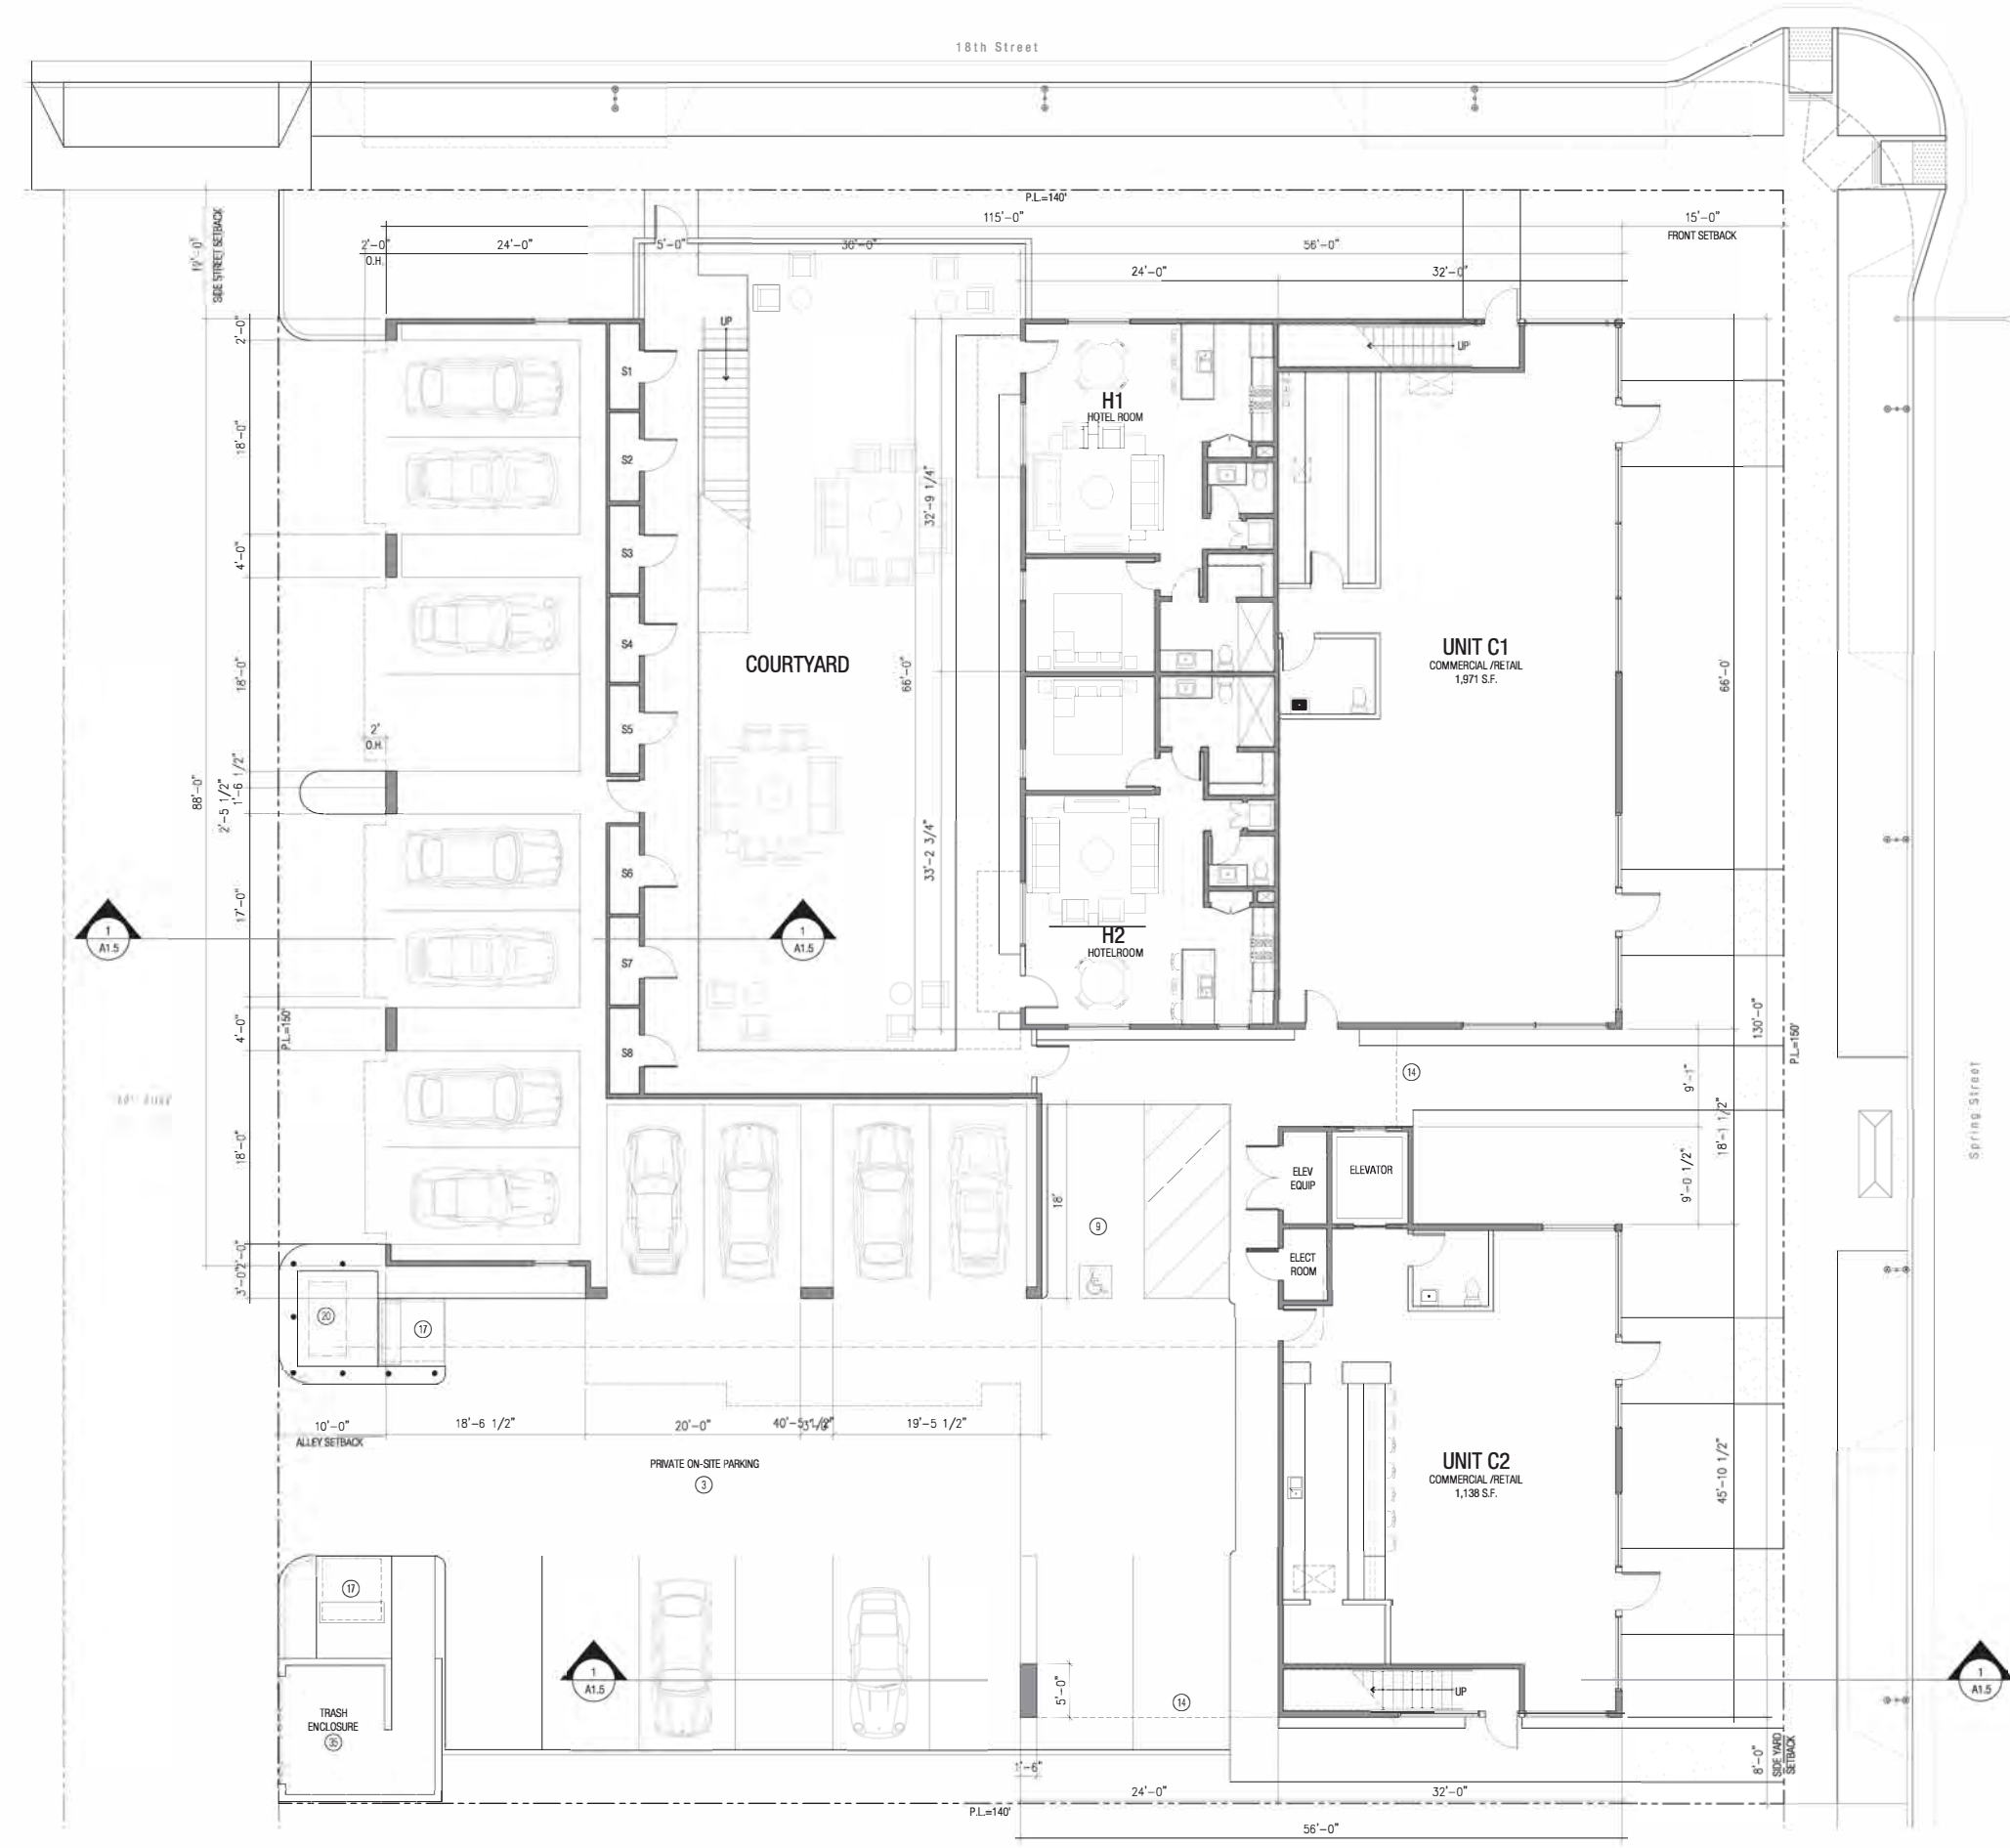 18th Street
P.L.=140'
115'-0"
15'-0"
FRONT SETBACK
SIDE STREET SETBACK
2'-0"
O.H.
24'-0"
5'-0"
36'-0"
56'-0"
24'-0"
32'-0"
2'-0"
UP
UP
S1
H1
HOTEL ROOM
18'-0"
S2
32'-9 1/4"
4'-0"
S3
S4
COURTYARD
66'-0"
UNIT C1
COMMERCIAL /RETAIL
1,971 S.F.
66'-0"
18'-0"
S5
2'
O.H.
88'-0"
2'-5 1/2"
1'-6 1/2"
33'-2 3/4"
S6
17'-0"
1
A1.5
1
A1.5
H2
HOTELROOM
S7
P.L.=150'
4'-0"
S8
130'-0"
P.L.=150'
14
9'-1"
Spring Street
18'-1 1/2"
18'-0"
ELEV
EQUIP
ELEVATOR
9'-0 1/2"
18'
9
ELECT
ROOM
2'-0"
3'-0"
20
17
10'-0"
ALLEY SETBACK
18'-6 1/2"
20'-0"
19'-5 1/2"
PRIVATE ON-SITE PARKING
3
UNIT C2
COMMERCIAL /RETAIL
1,138 S.F.
45'-10 1/2"
17
1
A1.5
5'-0"
14
UP
1
A1.5
TRASH
ENCLOSURE
35
8'-0"
SIDE YARD
SETBACK
1'-6"
24'-0"
32'-0"
P.L.=140'
56'-0"